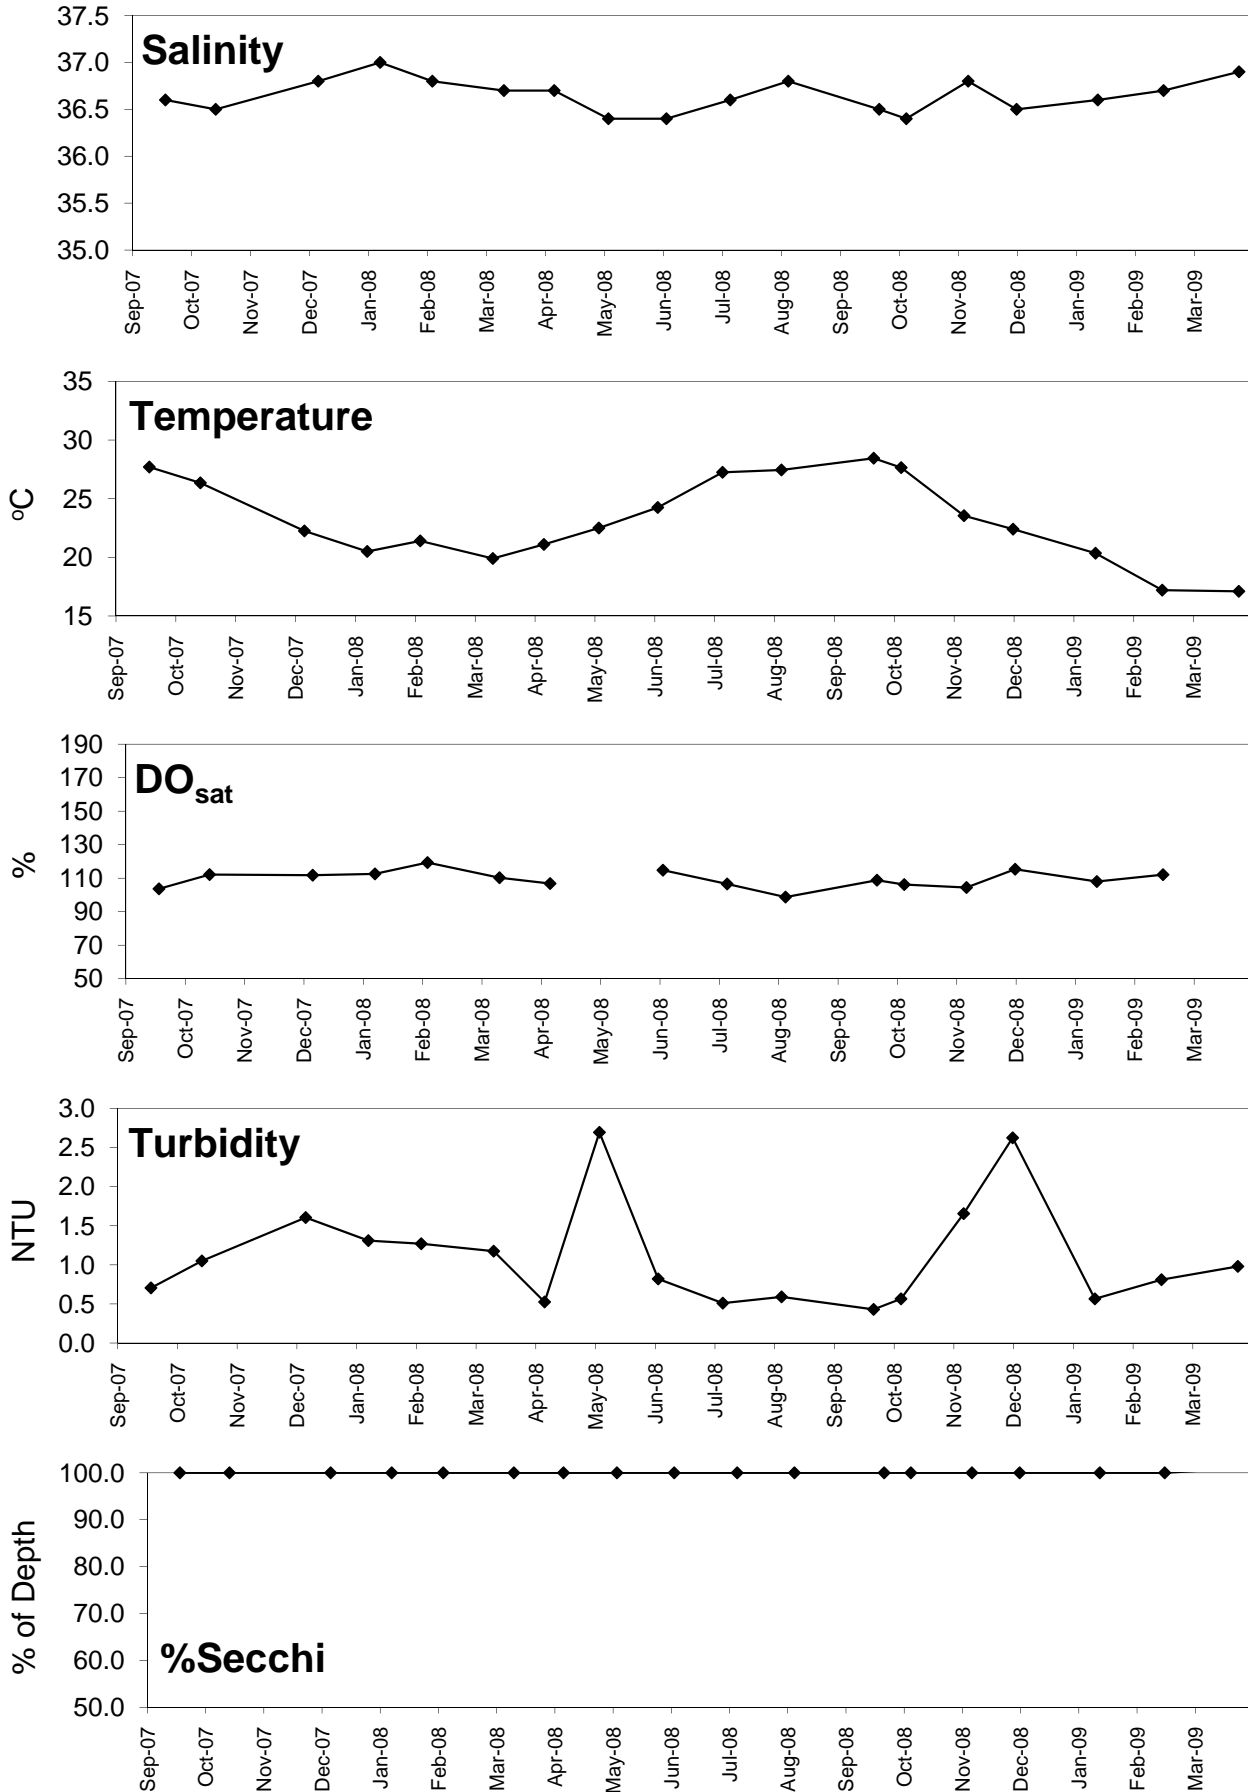 Salinity
37.5
37.0
36.5
36.0
35.5
35.0
Sep-07 Oct-07 Nov-07 Dec-07 Jan-08 Feb-08 Mar-08 Apr-08 May-08 Jun-08 Jul-08 Aug-08 Sep-08 Oct-08 Nov-08 Dec-08 Jan-09 Feb-09 Mar-09
Temperature
ºC
35
30
25
20
15
Sep-07 Oct-07 Nov-07 Dec-07 Jan-08 Feb-08 Mar-08 Apr-08 May-08 Jun-08 Jul-08 Aug-08 Sep-08 Oct-08 Nov-08 Dec-08 Jan-09 Feb-09 Mar-09
DOsat
%
190
170
150
130
110
90
70
50
Sep-07 Oct-07 Nov-07 Dec-07 Jan-08 Feb-08 Mar-08 Apr-08 May-08 Jun-08 Jul-08 Aug-08 Sep-08 Oct-08 Nov-08 Dec-08 Jan-09 Feb-09 Mar-09
Turbidity
NTU
3.0
2.5
2.0
1.5
1.0
0.5
0.0
Sep-07 Oct-07 Nov-07 Dec-07 Jan-08 Feb-08 Mar-08 Apr-08 May-08 Jun-08 Jul-08 Aug-08 Sep-08 Oct-08 Nov-08 Dec-08 Jan-09 Feb-09 Mar-09
%Secchi
% of Depth
100.0
90.0
80.0
70.0
60.0
50.0
Sep-07 Oct-07 Nov-07 Dec-07 Jan-08 Feb-08 Mar-08 Apr-08 May-08 Jun-08 Jul-08 Aug-08 Sep-08 Oct-08 Nov-08 Dec-08 Jan-09 Feb-09 Mar-09